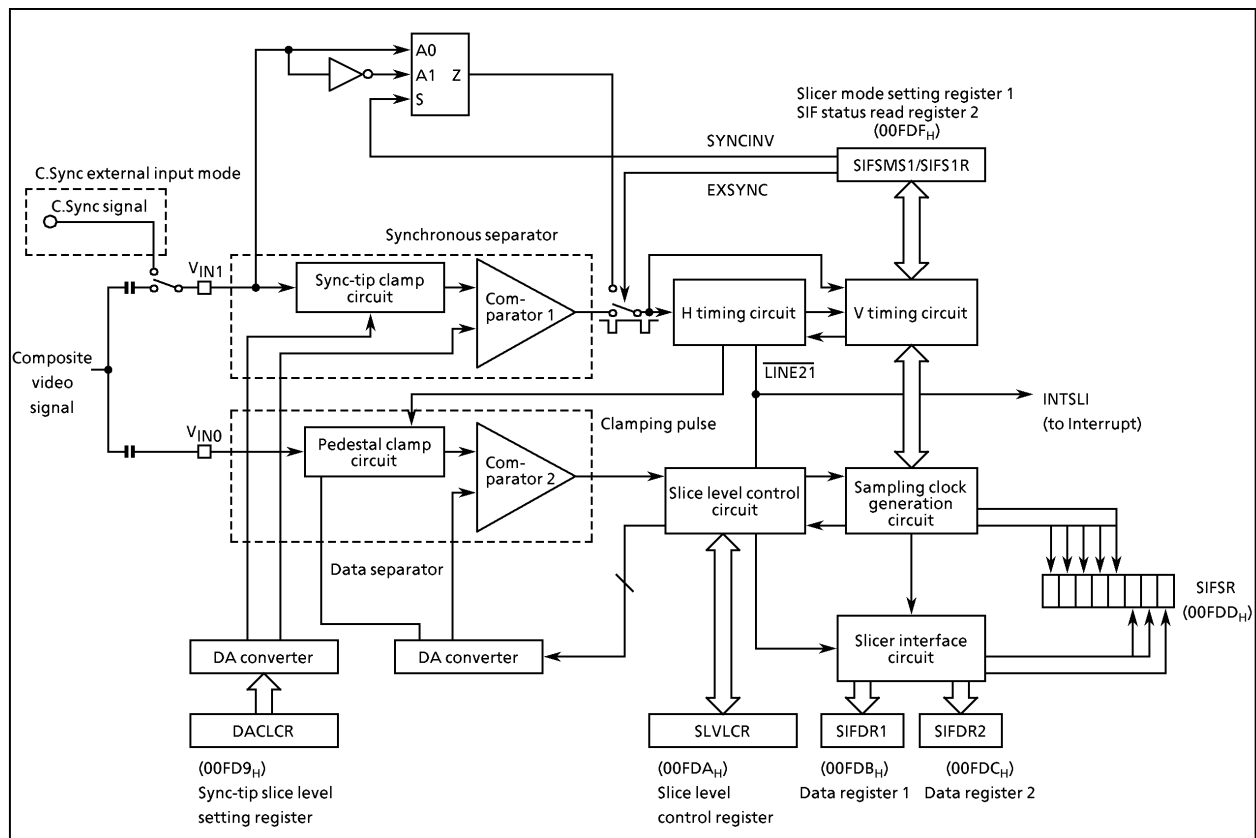 A0
A1 Z
S
Slicer mode setting register 1
SIF status read register 2
(00FDFH)
SYNCINV
SIFSMS1/SIFS1R
EXSYNC
C.Sync external input mode
C.Sync signal
Synchronous separator
VIN1
Sync-tip clamp
circuit
Com-
parator 1
H timing circuit
V timing circuit
Composite
video
signal
LINE21
INTSLI
(to Interrupt)
VIN0
Pedestal clamp
circuit
Com-
parator 2
Clamping pulse
Slice level control
circuit
Sampling clock
generation
circuit
Data separator
SIFSR
(00FDDH)
DA converter
DA converter
Slicer interface
circuit
DACLCR
SLVLCR
SIFDR1
SIFDR2
(00FD9H)
Sync-tip slice level
setting register
(00FDAH)
Slice level
control register
(00FDBH)
Data register 1
(00FDCH)
Data register 2